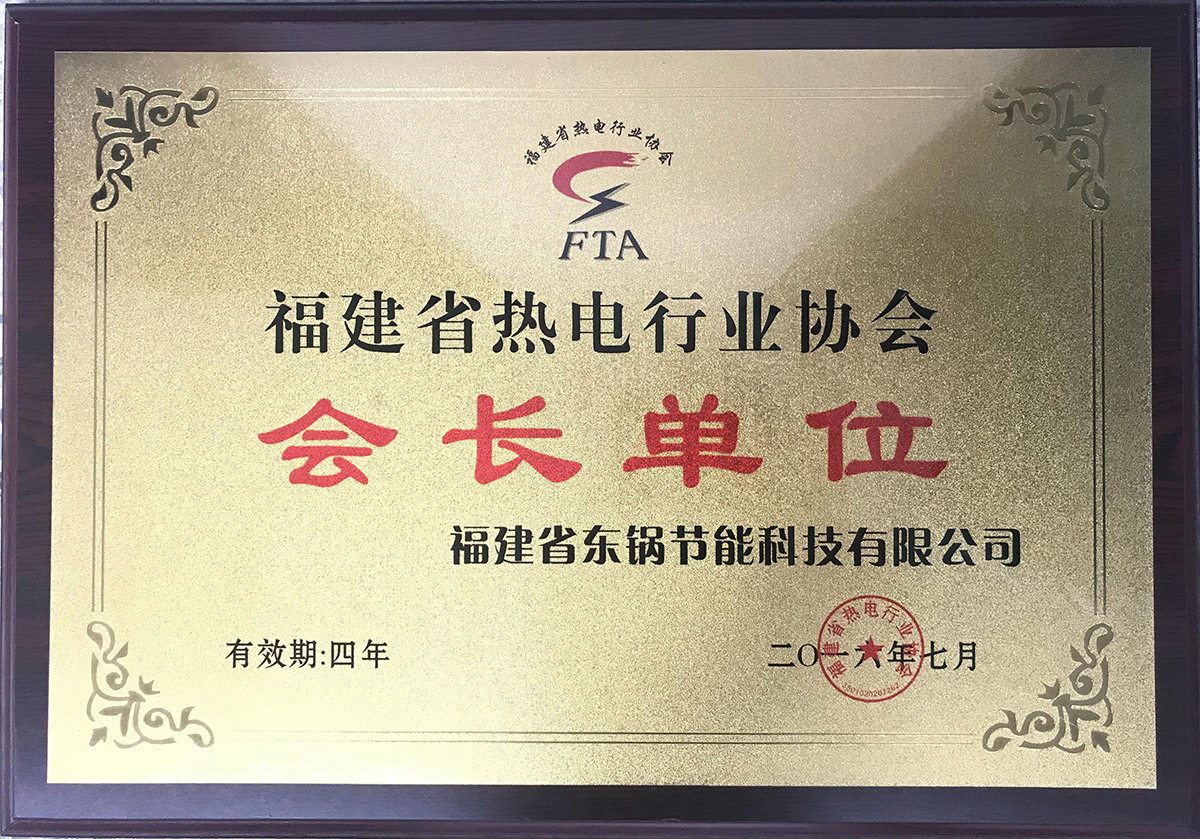 福建省热电行业协会
FTA
福建省热电行业协会
会长单位
福建省东锅节能科技有限公司
有效期:四年
二O一六年七月
福建省热电行业协会